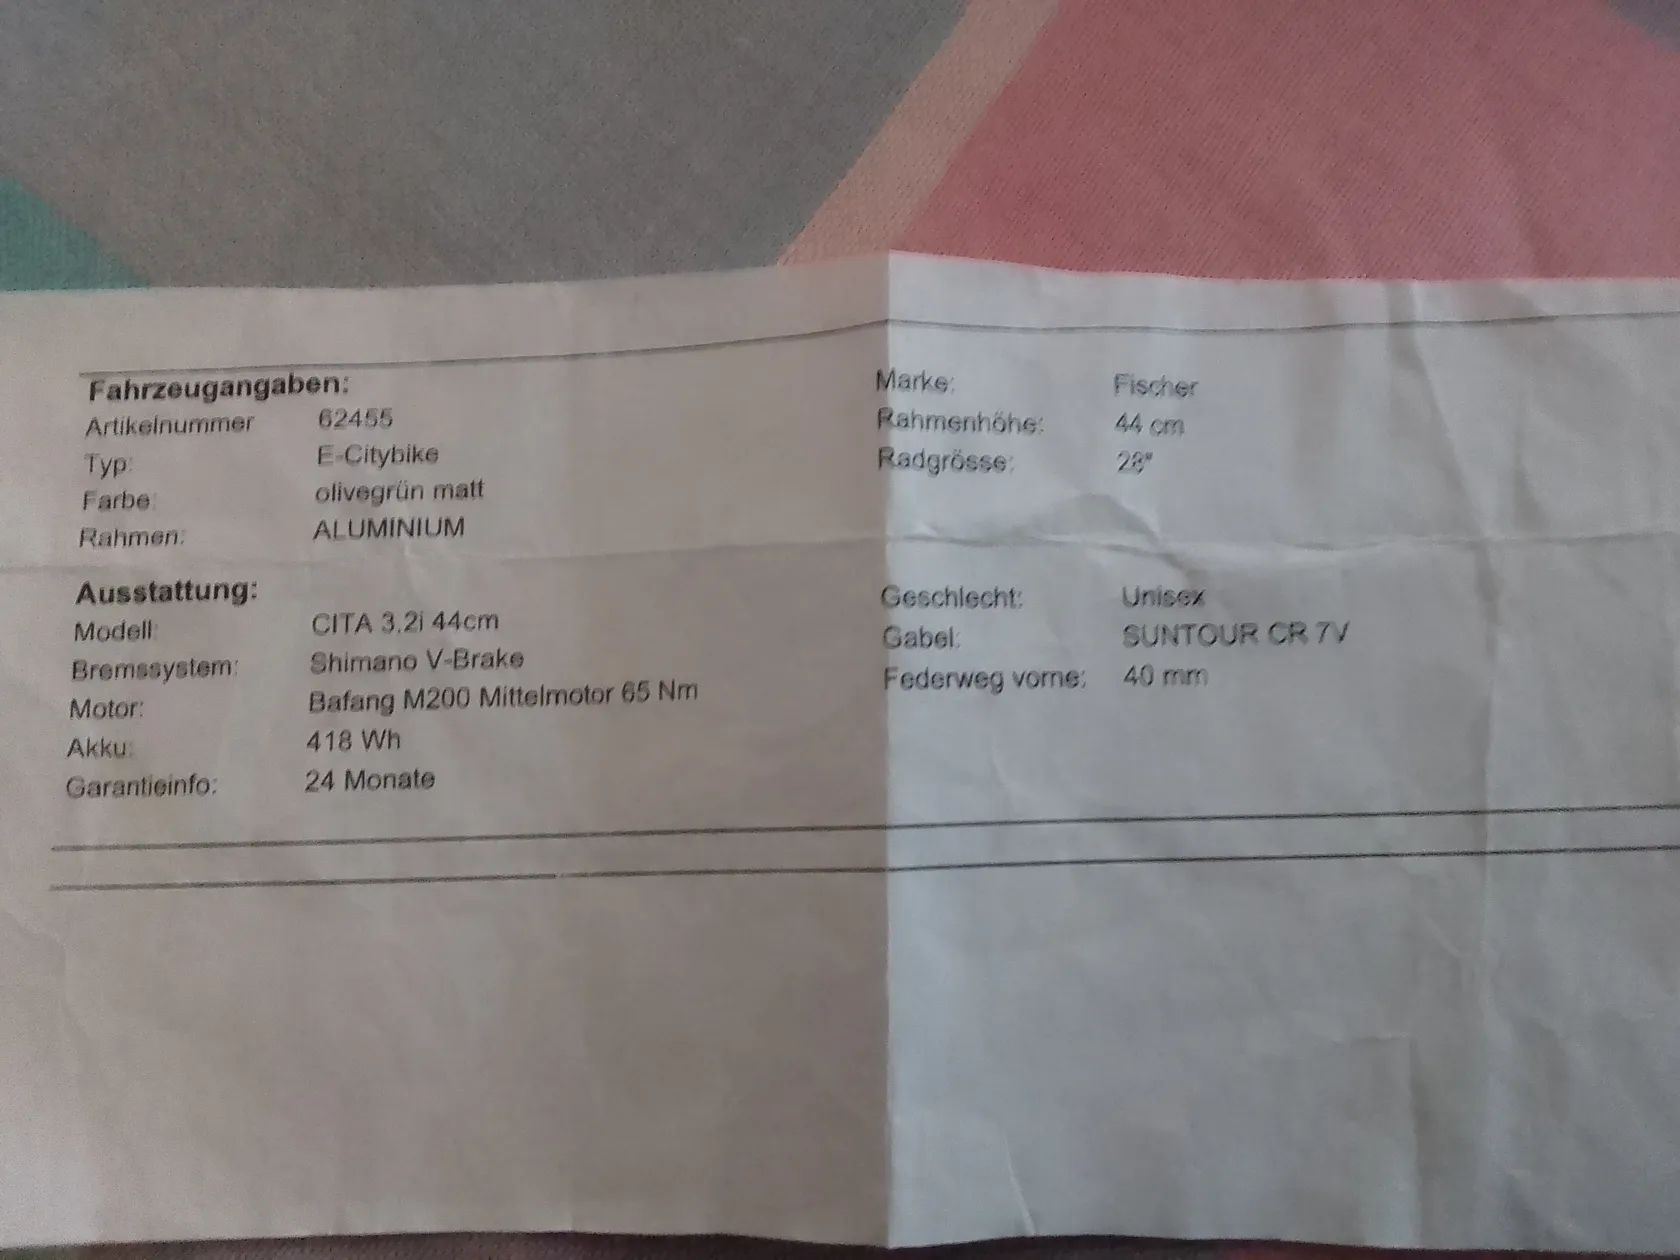 Fahrzeugangaben:
Artikelnummer 62455
Typ: E-Citybike
Farbe: olivegrün matt
Rahmen: ALUMINIUM
Marke: Fischer
Rahmenhöhe: 44 cm
Radgrösse: 28"
Ausstattung:
Modell: CITA 3.2i 44cm
Bremssystem: Shimano V-Brake
Motor: Bafang M200 Mittelmotor 65 Nm
Akku: 418 Wh
Garantieinfo: 24 Monate
Geschlecht: Unisex
Gabel: SUNTOUR CR 7V
Federweg vorne: 40 mm